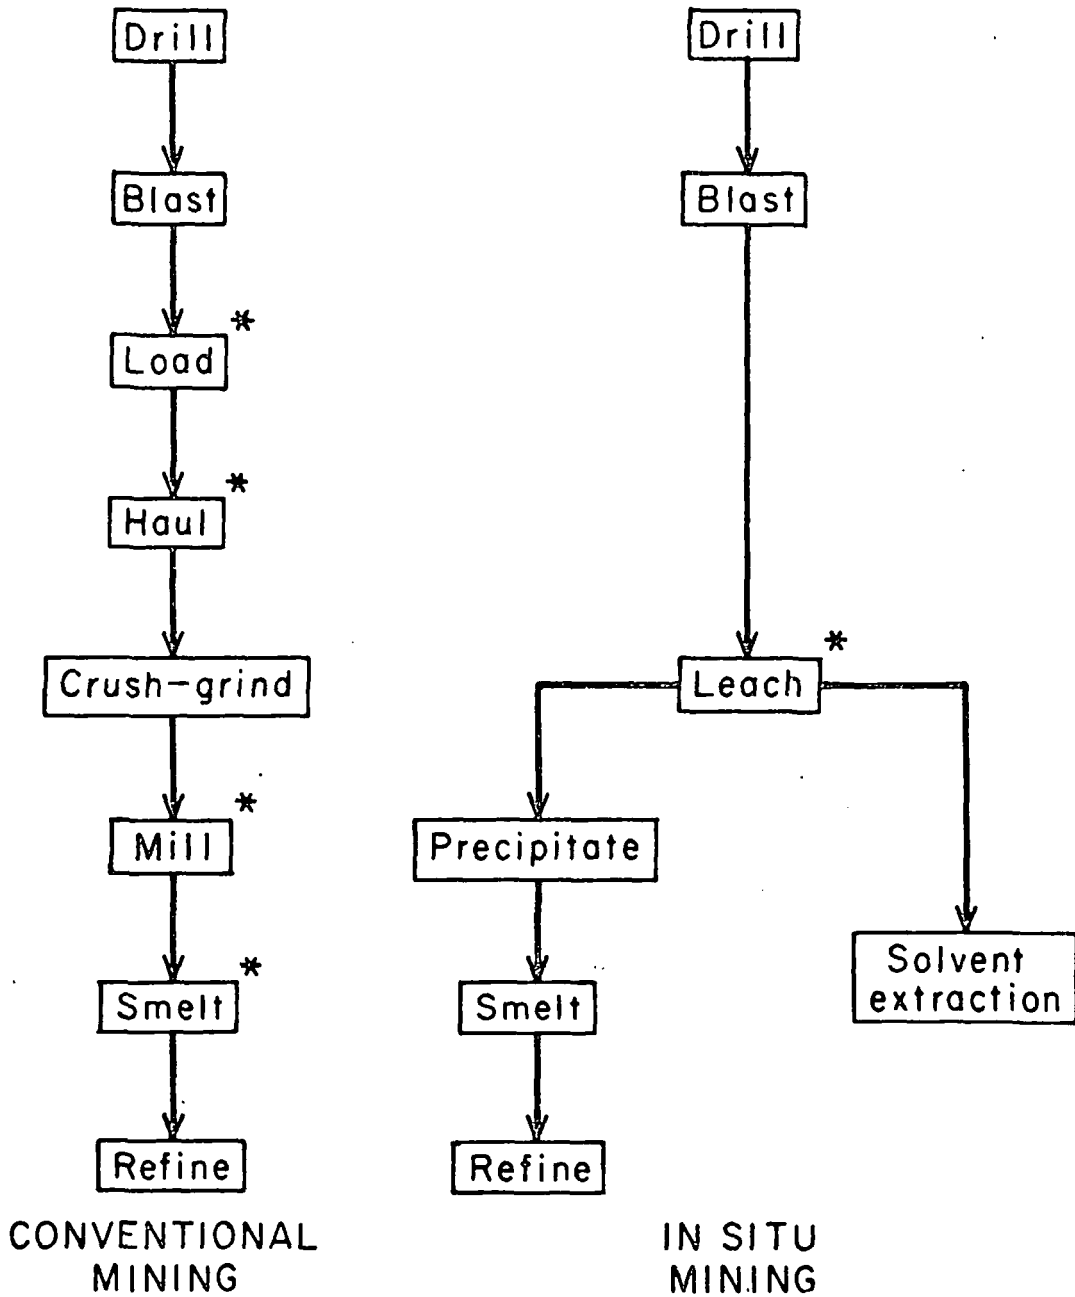 Drill
Blast
*
Load
*
Haul
Crush-grind
*
Mill
*
Smelt
Refine
CONVENTIONAL
MINING
Drill
Blast
*
Leach
Precipitate
Smelt
Refine
Solvent
extraction
IN SITU
MINING